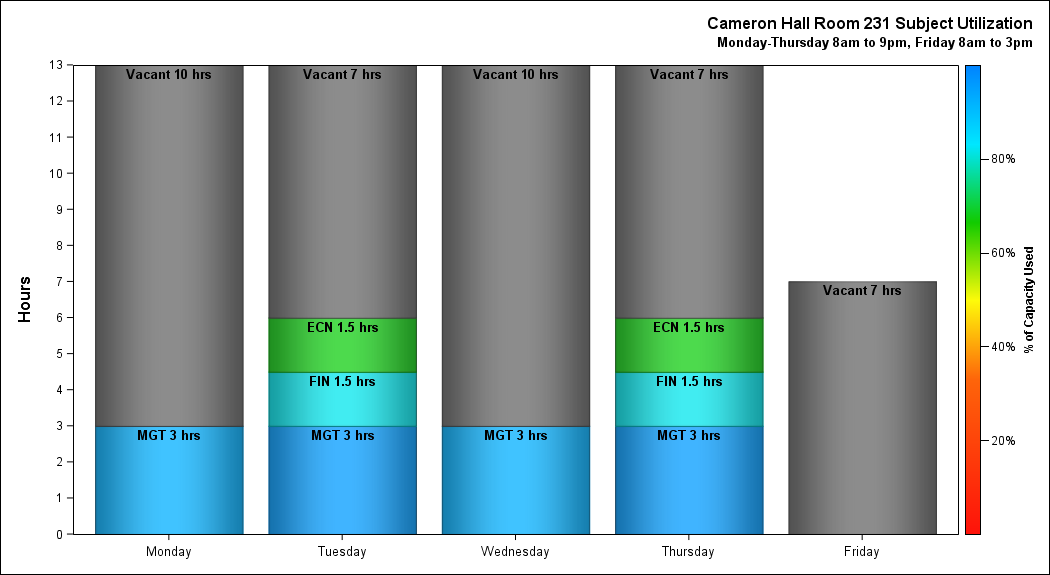 Cameron Hall Room 231 Subject Utilization
Monday-Thursday 8am to 9pm, Friday 8am to 3pm
Hours
13
12
11
10
9
8
7
6
5
4
3
2
1
0
Vacant 10 hrs
MGT 3 hrs
Vacant 7 hrs
ECN 1.5 hrs
FIN 1.5 hrs
MGT 3 hrs
Vacant 10 hrs
MGT 3 hrs
Vacant 7 hrs
ECN 1.5 hrs
FIN 1.5 hrs
MGT 3 hrs
Vacant 7 hrs
Monday
Tuesday
Wednesday
Thursday
Friday
80%
60%
40%
20%
% of Capacity Used